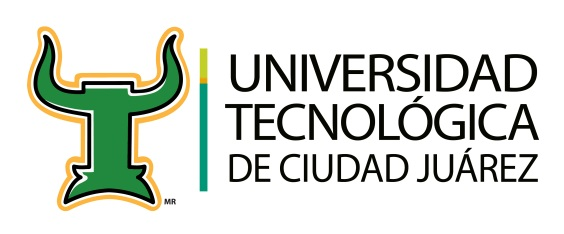 UNIVERSIDAD
TECNOLÓGICA
DE CIUDAD JUÁREZ
MR